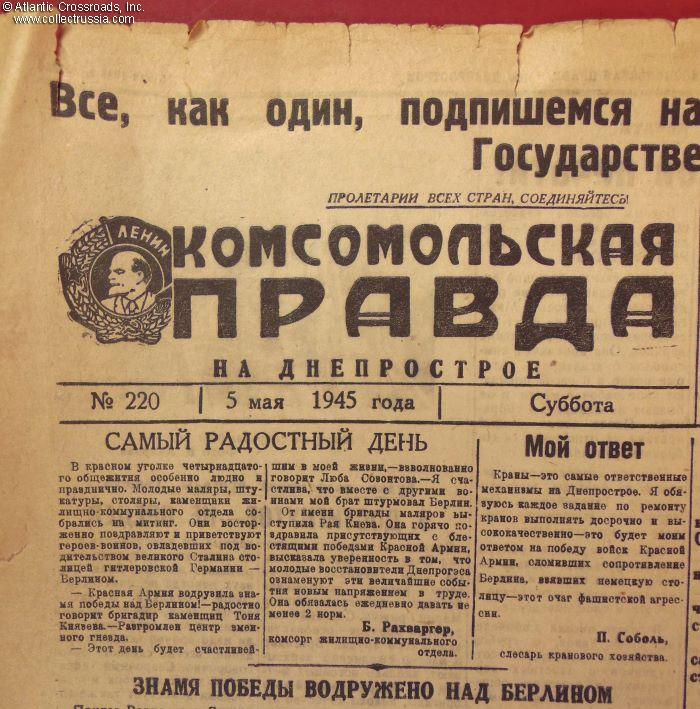 © Atlantic Crossroads, Inc.
www.collectrussia.com
Все, как один, подпишемся на
Государстве
ПРОЛЕТАРИИ ВСЕХ СТРАН, СОЕДИНЯЙТЕСЬ!
ЛЕНИН
КОМСОМОЛЬСКАЯ
ПРАВДА
НА ДНЕПРОСТРОЕ
№ 220
5 мая 1945 года
Суббота
САМЫЙ РАДОСТНЫЙ ДЕНЬ
В красном уголке четырнадцато-
го общежития особенно людно и
празднично. Молодые маляры, шту-
катуры, столяры, каменщики жи-
лищно-коммунального отдела со-
брались на митинг. Они востор-
женно поздравляют и приветствуют
героев-воинов, овладевших под во-
дительством великого Сталина сто-
лицей гитлеровской Германии —
Берлином.
— Красная Армия водрузила зна-
мя победы над Берлином!—радостно
говорит бригадир каменщиц Тоня
Князева.—Разгромлен центр змеи-
ного гнезда.
— Этот день будет счастливей-
шим в моей жизни,—взволнованно
говорит Люба Созонтова.—Я сча-
стлива, что вместе с другими во-
инами мой брат штурмовал Берлин.
От имени бригады маляров вы-
ступила Рая Кнева. Она горячо по-
здравила присутствующих с бле-
стящими победами Красной Армии,
высказала уверенность в том, что
молодые восстановители Днепрогэса
ознаменуют эти величайшие собы-
тия новым напряжением в труде.
Она обязалась ежедневно давать не
менее 2 норм.
Б. Рахваргер,
комсорг жилищно-коммунального
отдела.
Мой ответ
Краны—это самые ответственные
механизмы на Днепрострое. Я обя-
зуюсь каждое задание по ремонту
кранов выполнять досрочно и вы-
сококачественно—это будет моим
ответом на победу войск Красной
Армии, сломивших сопротивление
Берлина, взявших немецкую сто-
лицу—этот очаг фашистской агрес-
сии.
П. Соболь,
слесарь кранового хозяйства.
ЗНАМЯ ПОБЕДЫ ВОДРУЖЕНО НАД БЕРЛИНОМ